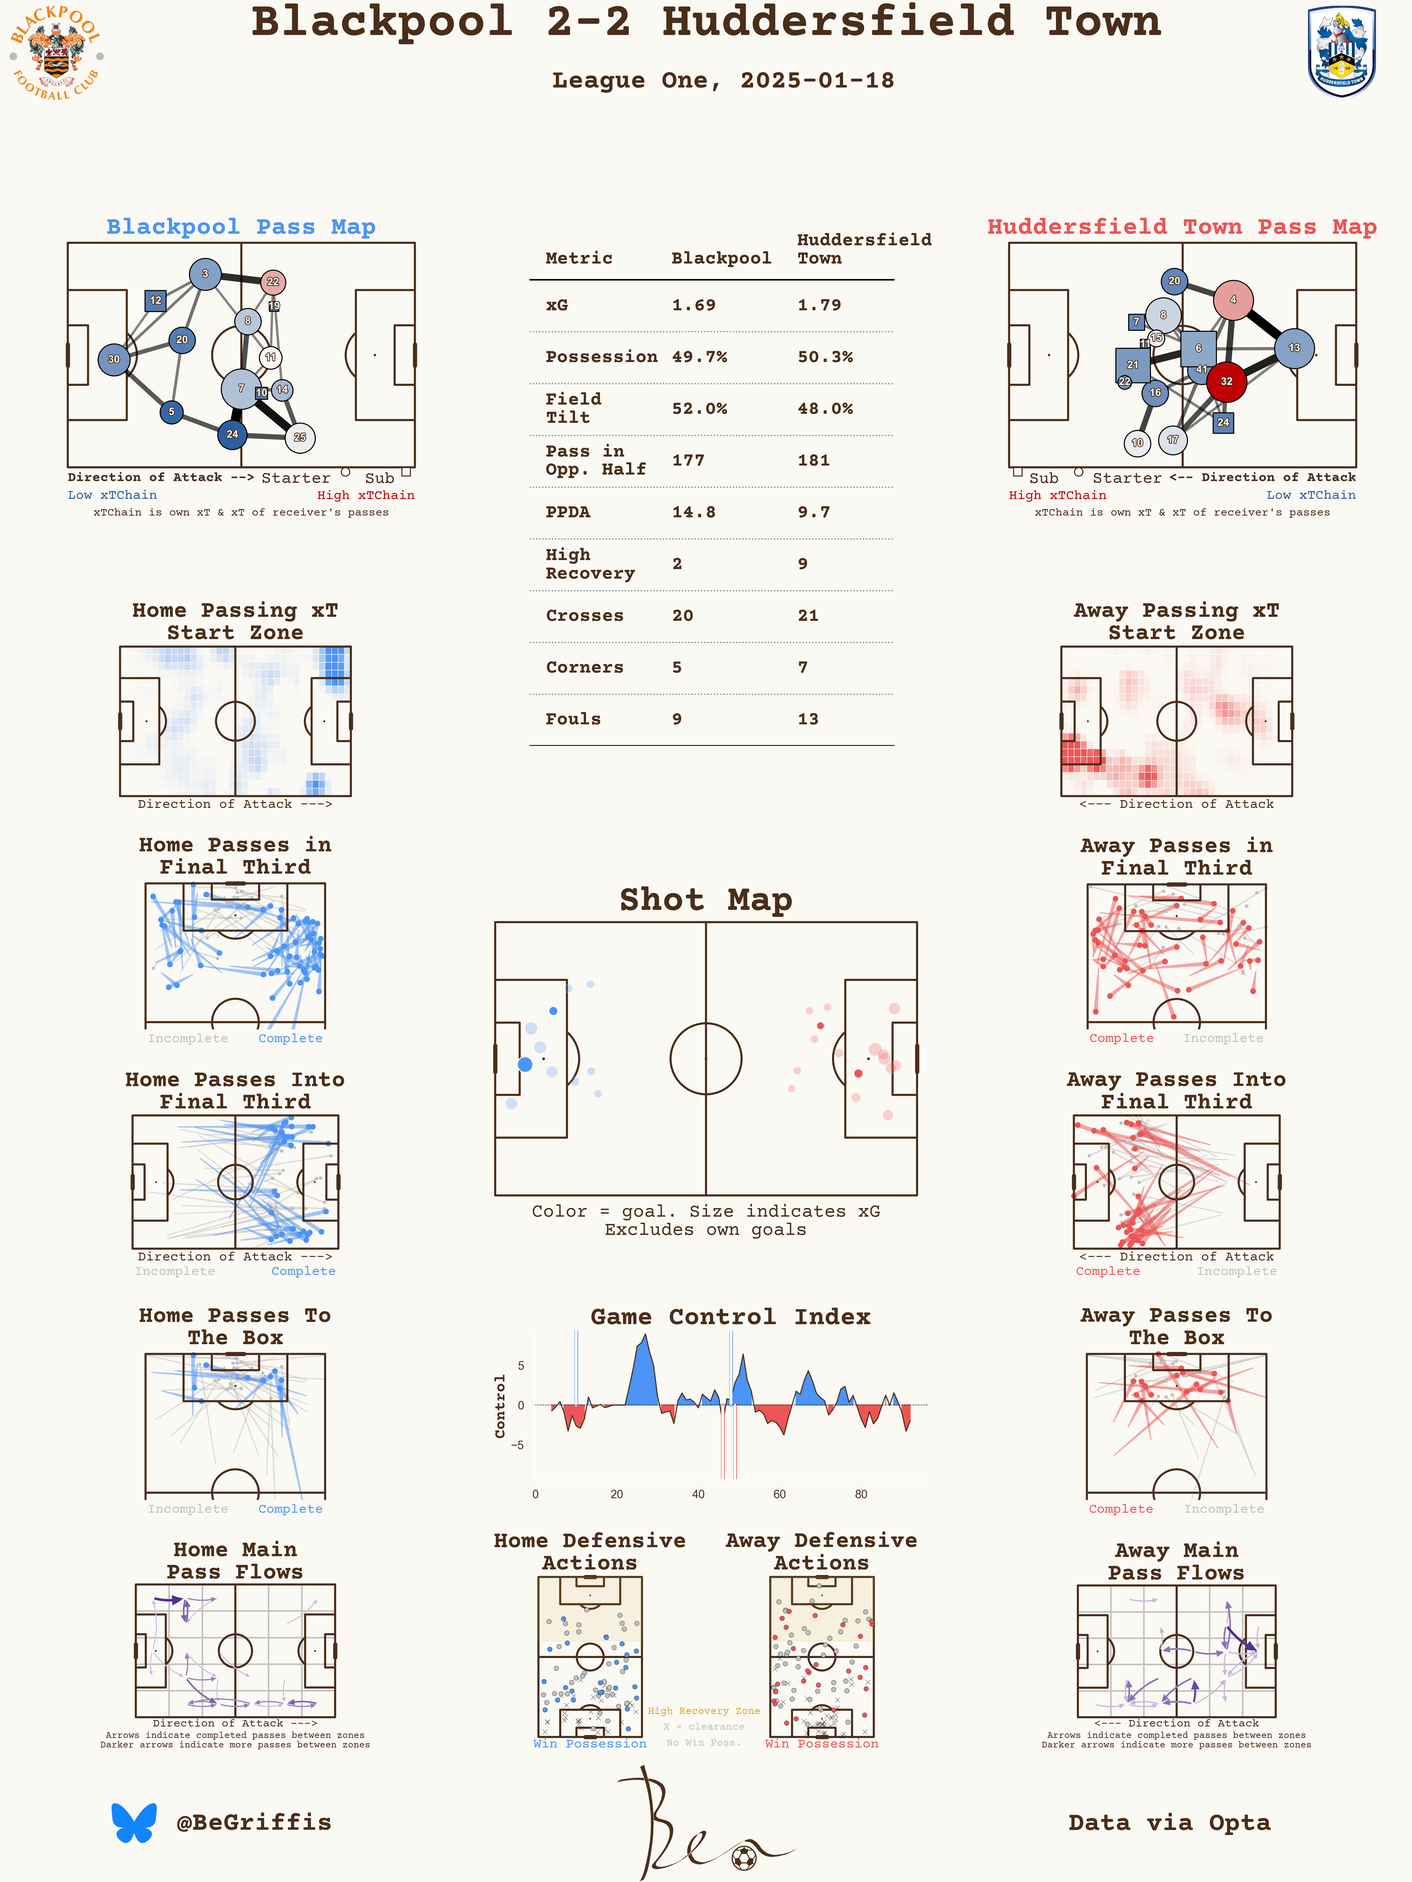 Blackpool 2-2 Huddersfield Town
League One, 2025-01-18
BLACKPOOL
FOOTBALL CLUB
HUDDERSFIELD TOWN
Blackpool Pass Map
3
22
12
19
8
20
11
30
7
10
14
5
24
25
Direction of Attack -->
Starter
Sub
Low xTChain
High xTChain
xTChain is own xT & xT of receiver's passes
Metric Blackpool Huddersfield Town
xG 1.69 1.79
Possession 49.7% 50.3%
Field Tilt 52.0% 48.0%
Pass in Opp. Half 177 181
PPDA 14.8 9.7
High Recovery 2 9
Crosses 20 21
Corners 5 7
Fouls 9 13
Huddersfield Town Pass Map
20
4
7
8
15
6
13
21
41
22
32
16
24
10
17
Sub
Starter
<-- Direction of Attack
High xTChain
Low xTChain
xTChain is own xT & xT of receiver's passes
Home Passing xT
Start Zone
Direction of Attack --->
Away Passing xT
Start Zone
<--- Direction of Attack
Home Passes in
Final Third
Incomplete
Complete
Away Passes in
Final Third
Complete
Incomplete
Shot Map
Color = goal. Size indicates xG
Excludes own goals
Home Passes Into
Final Third
Direction of Attack --->
Incomplete
Complete
Away Passes Into
Final Third
<--- Direction of Attack
Complete
Incomplete
Home Passes To
The Box
Incomplete
Complete
Game Control Index
Control
5
0
−5
0
20
40
60
80
Away Passes To
The Box
Complete
Incomplete
Home Main
Pass Flows
Direction of Attack --->
Arrows indicate completed passes between zones
Darker arrows indicate more passes between zones
Home Defensive
Actions
Win Possession
High Recovery Zone
X = clearance
No Win Poss.
Away Defensive
Actions
Win Possession
Away Main
Pass Flows
<--- Direction of Attack
Arrows indicate completed passes between zones
Darker arrows indicate more passes between zones
@BeGriffis
Ben
Data via Opta